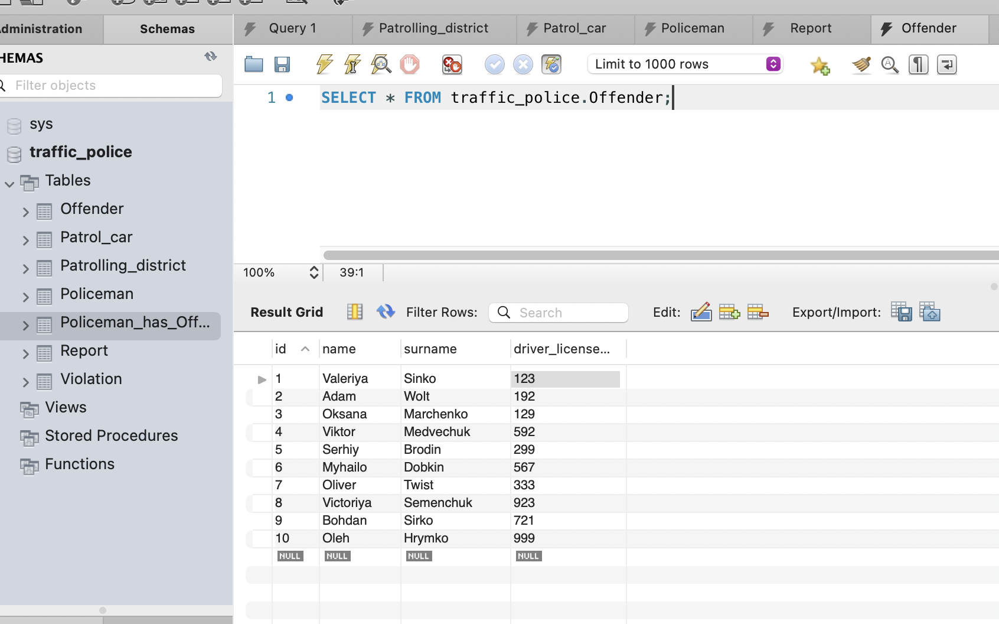 dministration Schemas
HEMAS
Filter objects
sys
traffic_police
Tables
Offender
Patrol_car
Patrolling_district
Policeman
Policeman_has_Off...
Report
Violation
Views
Stored Procedures
Functions
Query 1 Patrolling_district Patrol_car Policeman Report Offender
Limit to 1000 rows
1 SELECT * FROM traffic_police.Offender;
100% 39:1
Result Grid Filter Rows: Search Edit: Export/Import:
id name surname driver_license...
1 Valeriya Sinko 123
2 Adam Wolt 192
3 Oksana Marchenko 129
4 Viktor Medvechuk 592
5 Serhiy Brodin 299
6 Myhailo Dobkin 567
7 Oliver Twist 333
8 Victoriya Semenchuk 923
9 Bohdan Sirko 721
10 Oleh Hrymko 999
NULL NULL NULL NULL